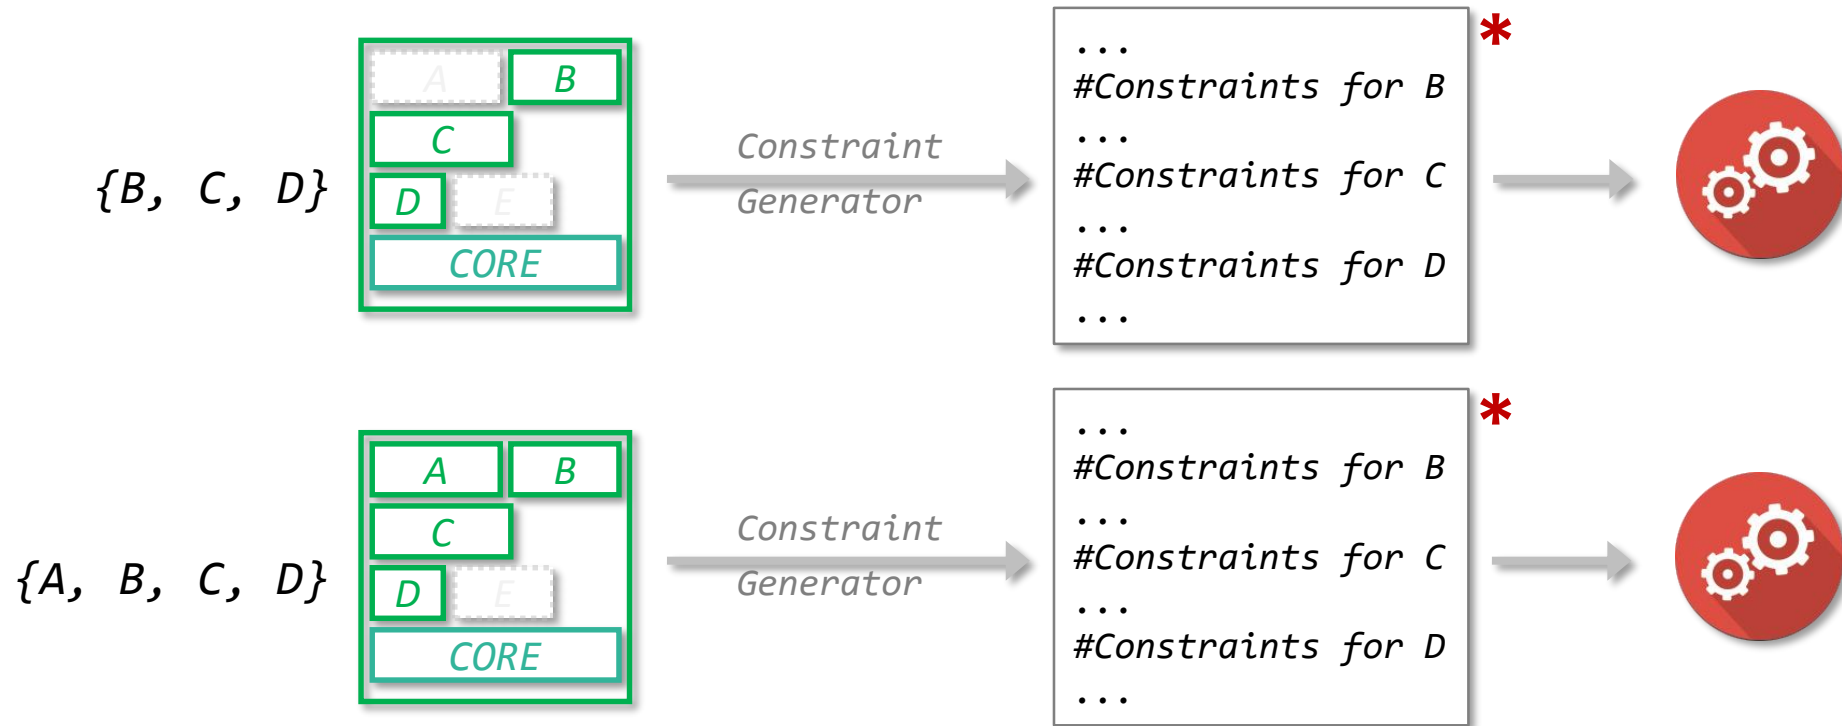 {B, C, D}
A
B
C
D
E
CORE
Constraint
Generator
...
#Constraints for B
...
#Constraints for C
...
#Constraints for D
...
*
{A, B, C, D}
A
B
C
D
E
CORE
Constraint
Generator
...
#Constraints for B
...
#Constraints for C
...
#Constraints for D
...
*